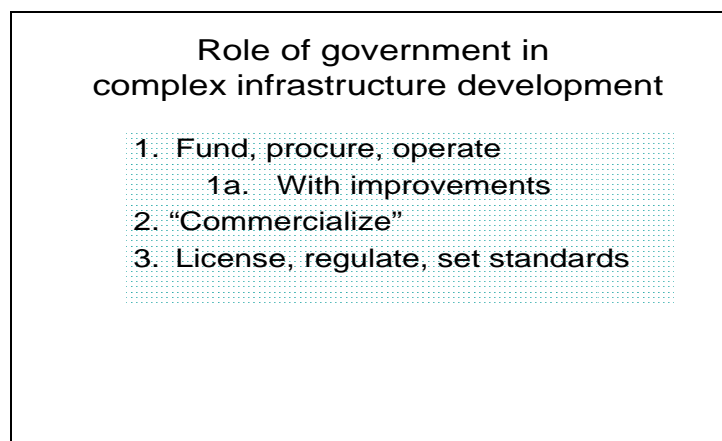 Role of government in
complex infrastructure development
1. Fund, procure, operate
1a. With improvements
2. “Commercialize”
3. License, regulate, set standards